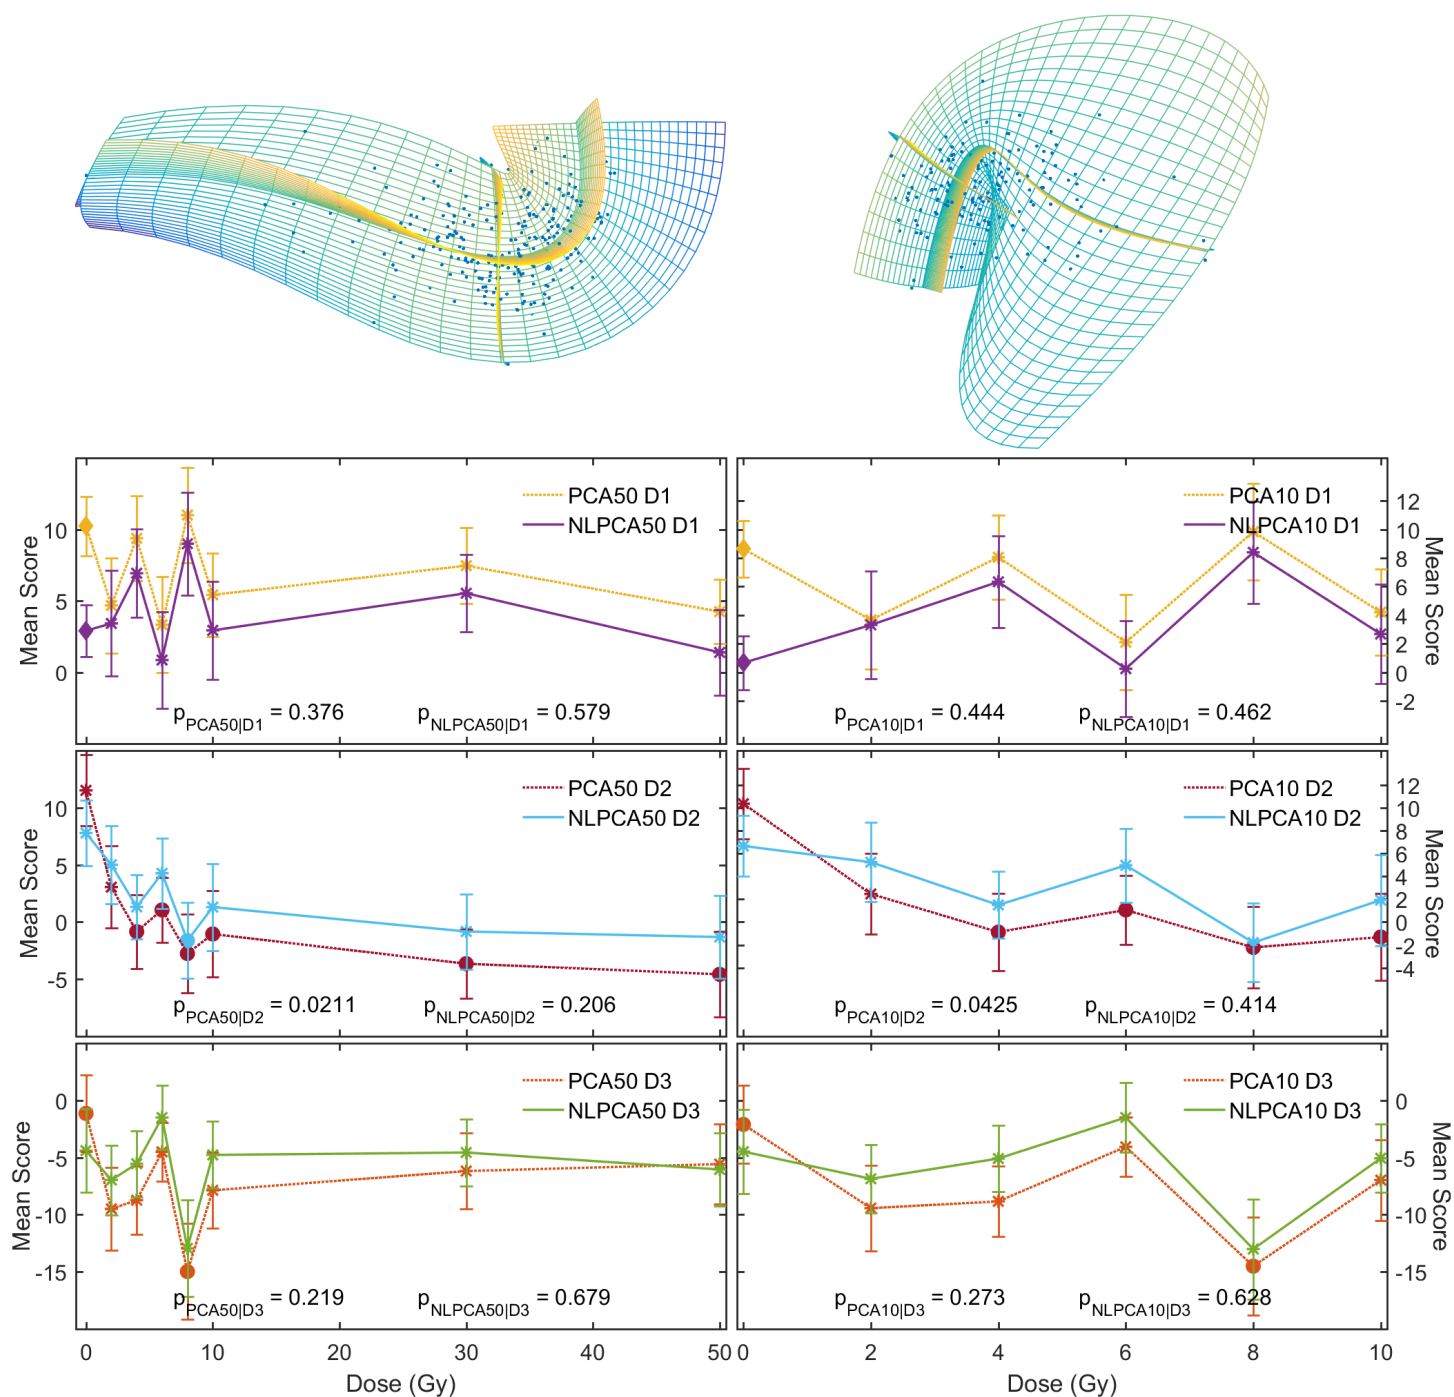 PCA50 D1
NLPCA50 D1
10
5
0
Mean Score
pPCA50|D1 = 0.376
pNLPCA50|D1 = 0.579
PCA10 D1
NLPCA10 D1
12
10
8
6
4
2
0
-2
Mean Score
pPCA10|D1 = 0.444
pNLPCA10|D1 = 0.462
PCA50 D2
NLPCA50 D2
10
5
0
-5
Mean Score
pPCA50|D2 = 0.0211
pNLPCA50|D2 = 0.206
PCA10 D2
NLPCA10 D2
12
10
8
6
4
2
0
-2
-4
Mean Score
pPCA10|D2 = 0.0425
pNLPCA10|D2 = 0.414
PCA50 D3
NLPCA50 D3
0
-5
-10
-15
Mean Score
pPCA50|D3 = 0.219
pNLPCA50|D3 = 0.679
0 10 20 30 40 50
Dose (Gy)
PCA10 D3
NLPCA10 D3
0
-5
-10
-15
Mean Score
pPCA10|D3 = 0.273
pNLPCA10|D3 = 0.628
0 2 4 6 8 10
Dose (Gy)